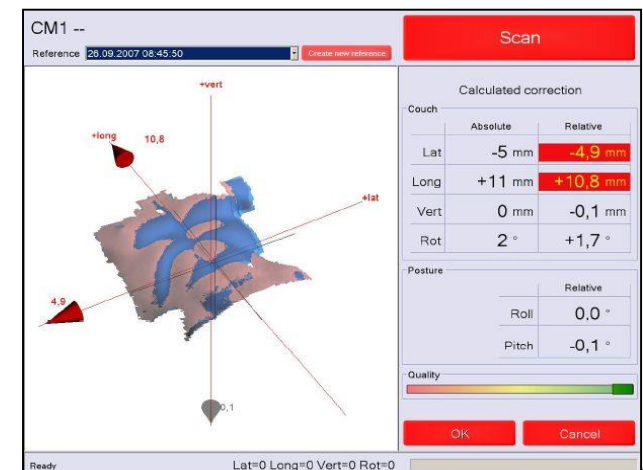 CM1 --
Reference 26.09.2007 08:45:50 Create new reference
Scan
+vert
+long 10,8
+lat
4,9
0,1
Calculated correction
Couch
Absolute Relative
Lat -5 mm -4,9 mm
Long +11 mm +10,8 mm
Vert 0 mm -0,1 mm
Rot 2 ° +1,7 °
Posture
Relative
Roll 0,0 °
Pitch -0,1 °
Quality
OK Cancel
Ready Lat=0 Long=0 Vert=0 Rot=0